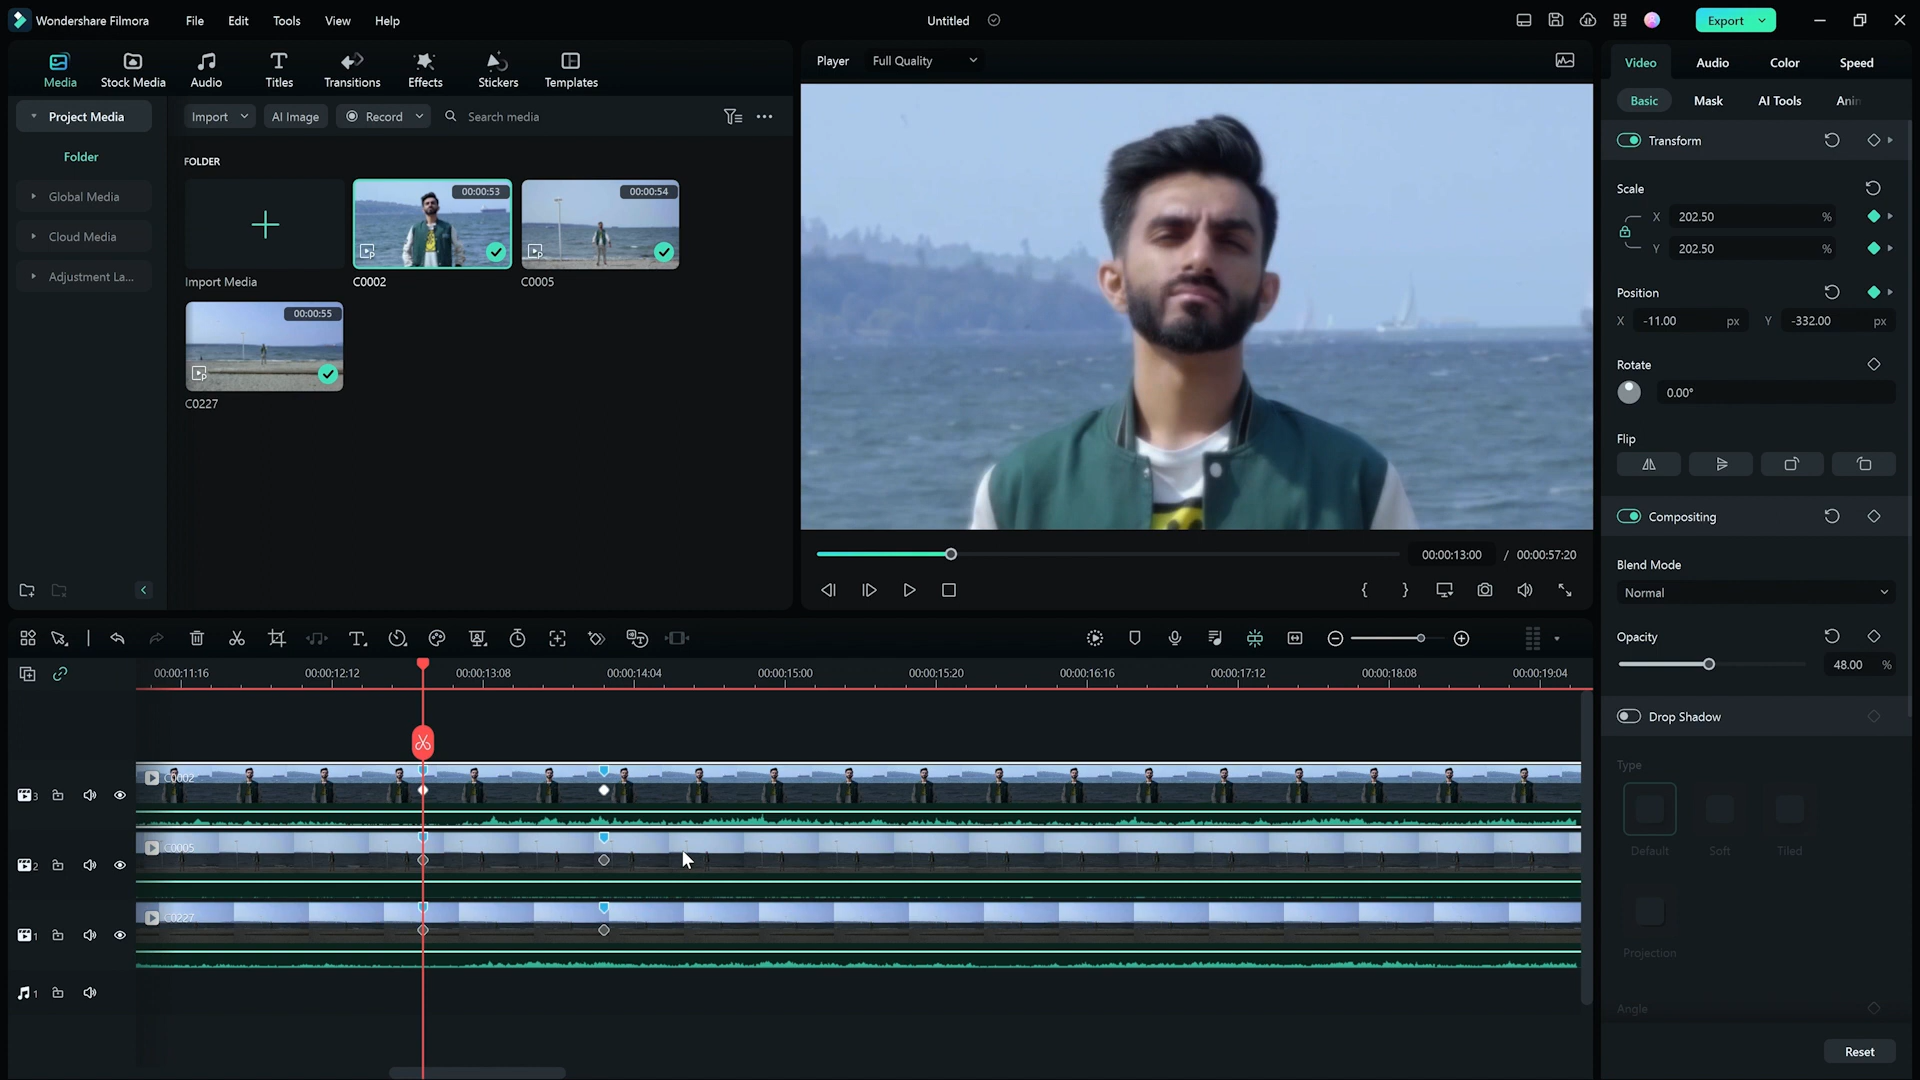 Wondershare Filmora
File Edit Tools View Help
Untitled
Export
Media
Stock Media
Audio
Titles
Transitions
Effects
Stickers
Templates
Player Full Quality
Video Audio Color Speed
Project Media
Import
AI Image
Record
Search media
Basic Mask AI Tools Ani
Transform
Folder
FOLDER
Scale
Global Media
00:00:53
00:00:54
X 202.50 %
Cloud Media
Y 202.50 %
Adjustment La...
Import Media
C0002
C0005
Position
00:00:55
X -11.00 px Y -332.00 px
Rotate
0.00°
C0227
Flip
Compositing
00:00:13:00 / 00:00:57:20
Blend Mode
Normal
Opacity
48.00 %
00:00:11:16 00:00:12:12 00:00:13:08 00:00:14:04 00:00:15:00 00:00:15:20 00:00:16:16 00:00:17:12 00:00:18:08 00:00:19:04
Drop Shadow
Type
C0002
3
Default Soft Tiled
C0005
2
C0227
1
Projection
1
Angle
Reset